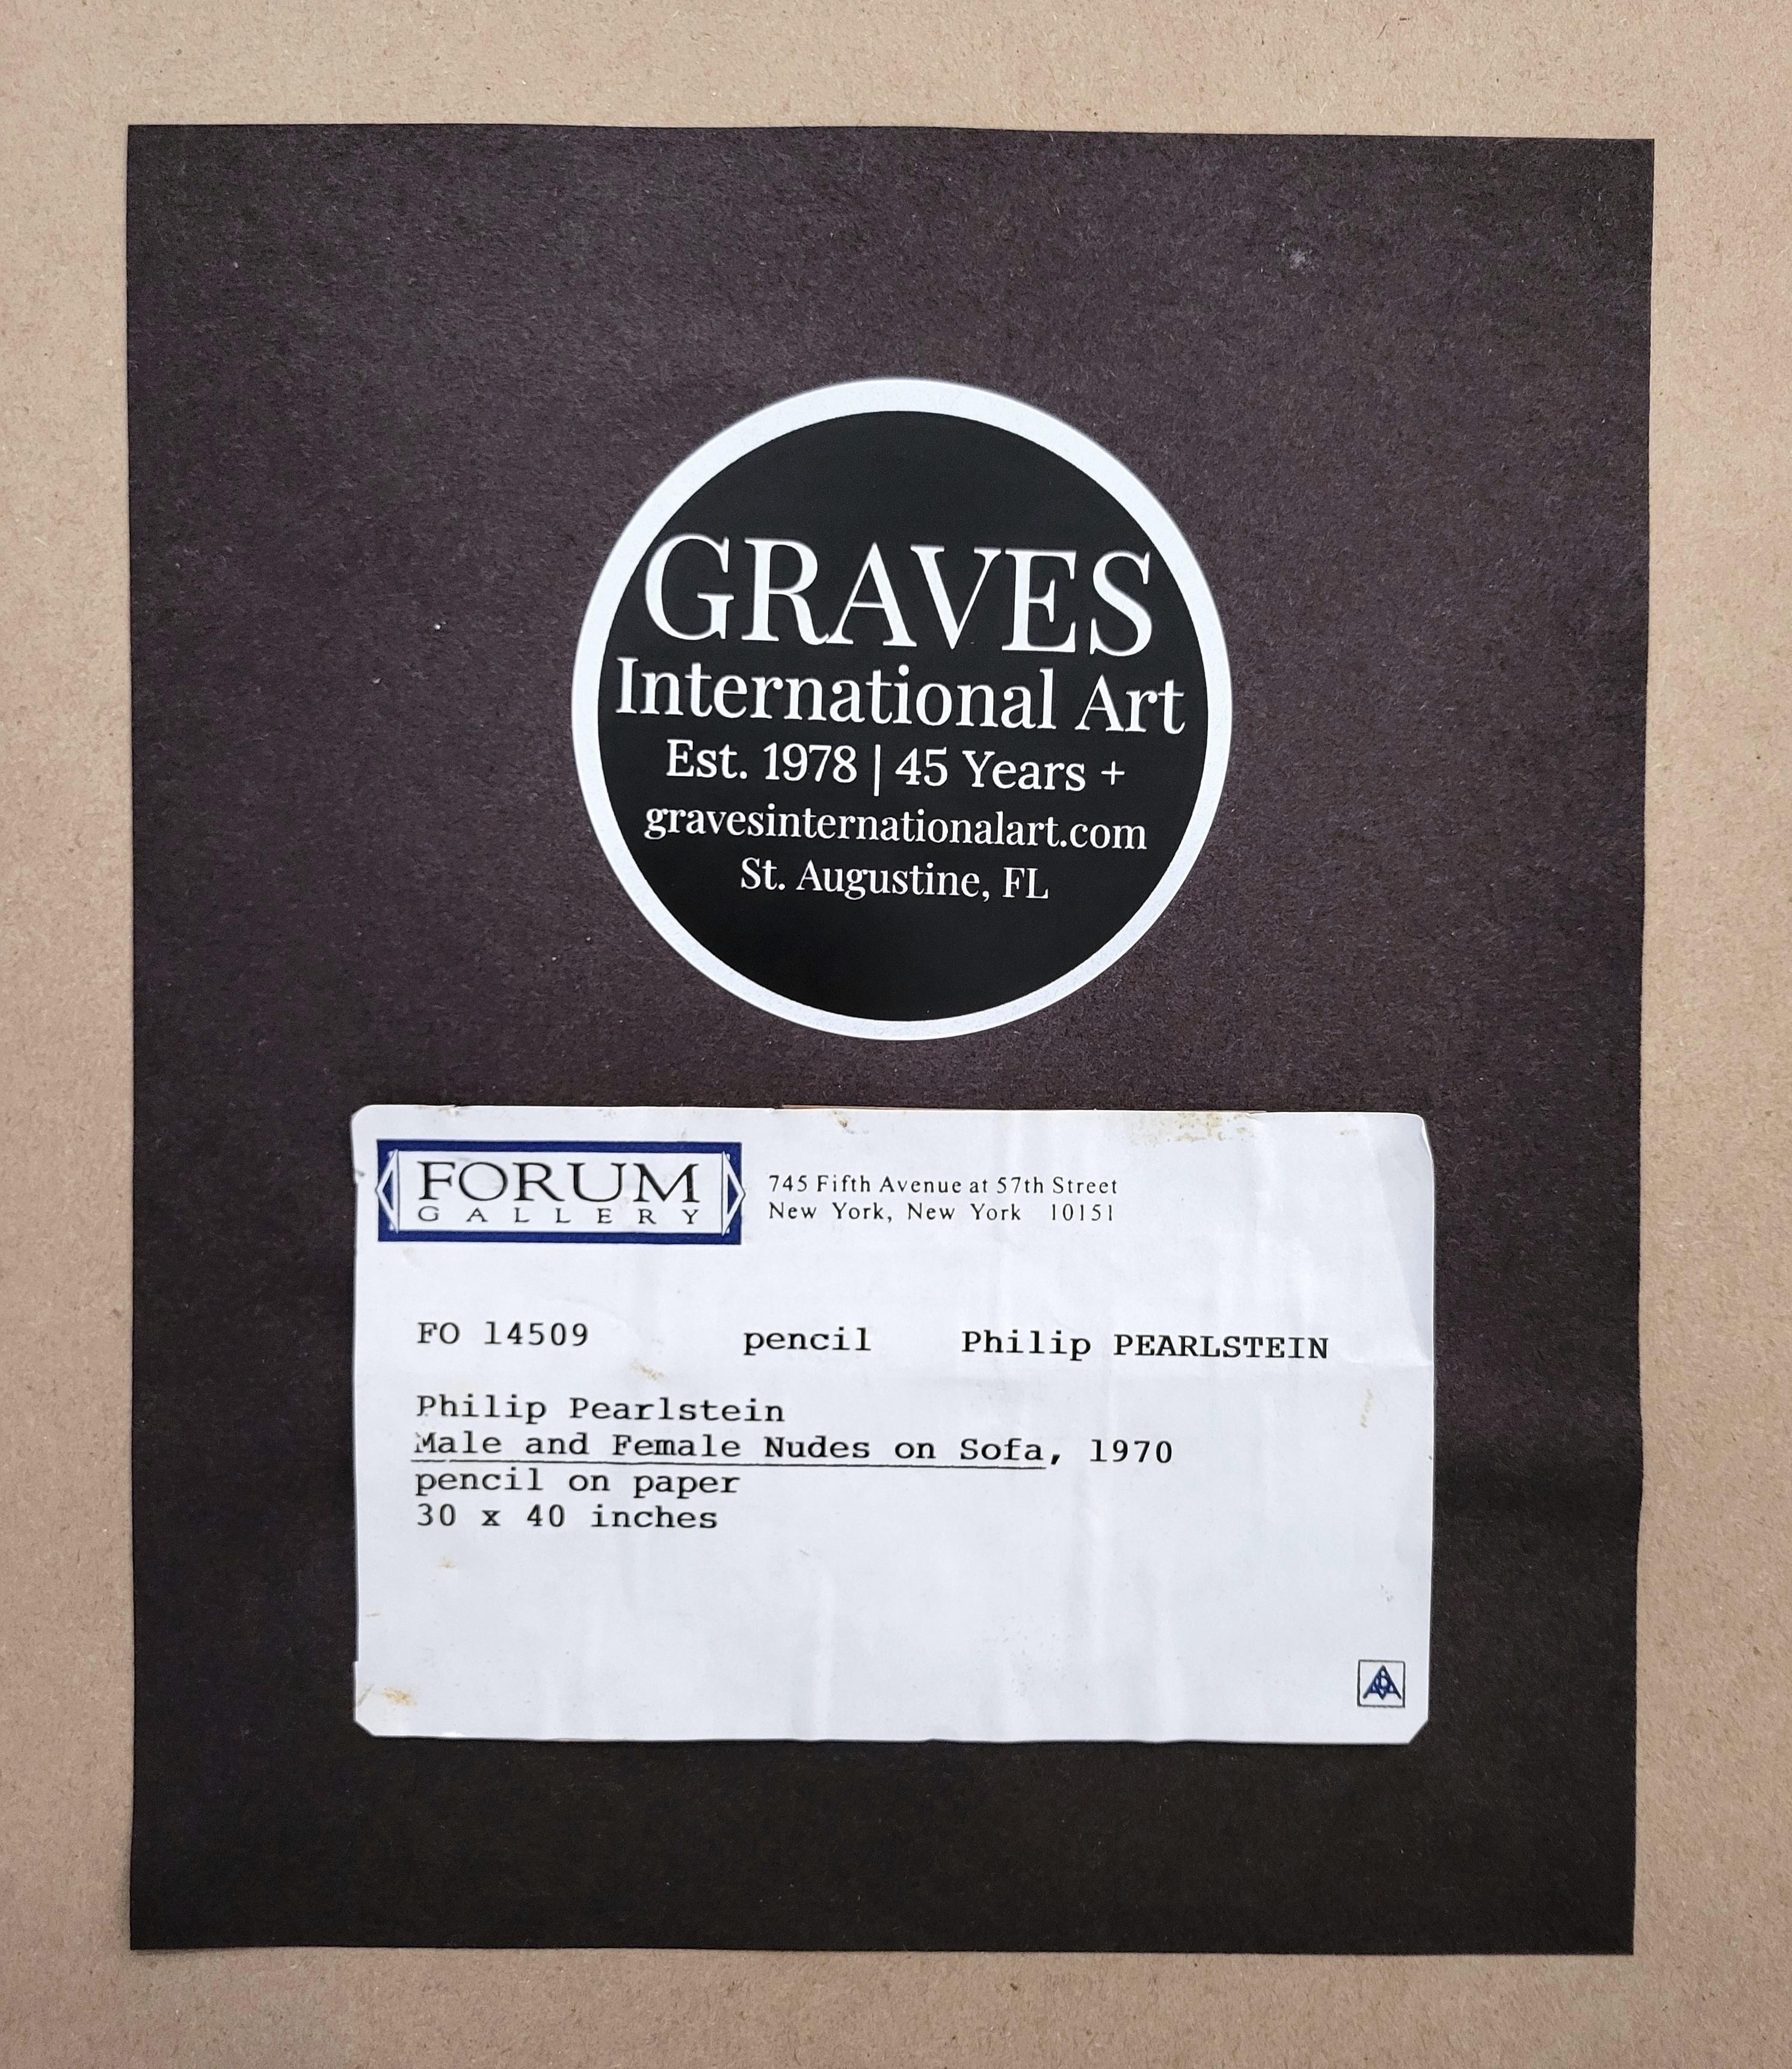 GRAVES
International Art
Est. 1978 | 45 Years +
gravesinternationalart.com
St. Augustine, FL
FORUM
GALLERY
745 Fifth Avenue at 57th Street
New York, New York 10151
FO 14509 pencil Philip PEARLSTEIN
Philip Pearlstein
Male and Female Nudes on Sofa, 1970
pencil on paper
30 x 40 inches